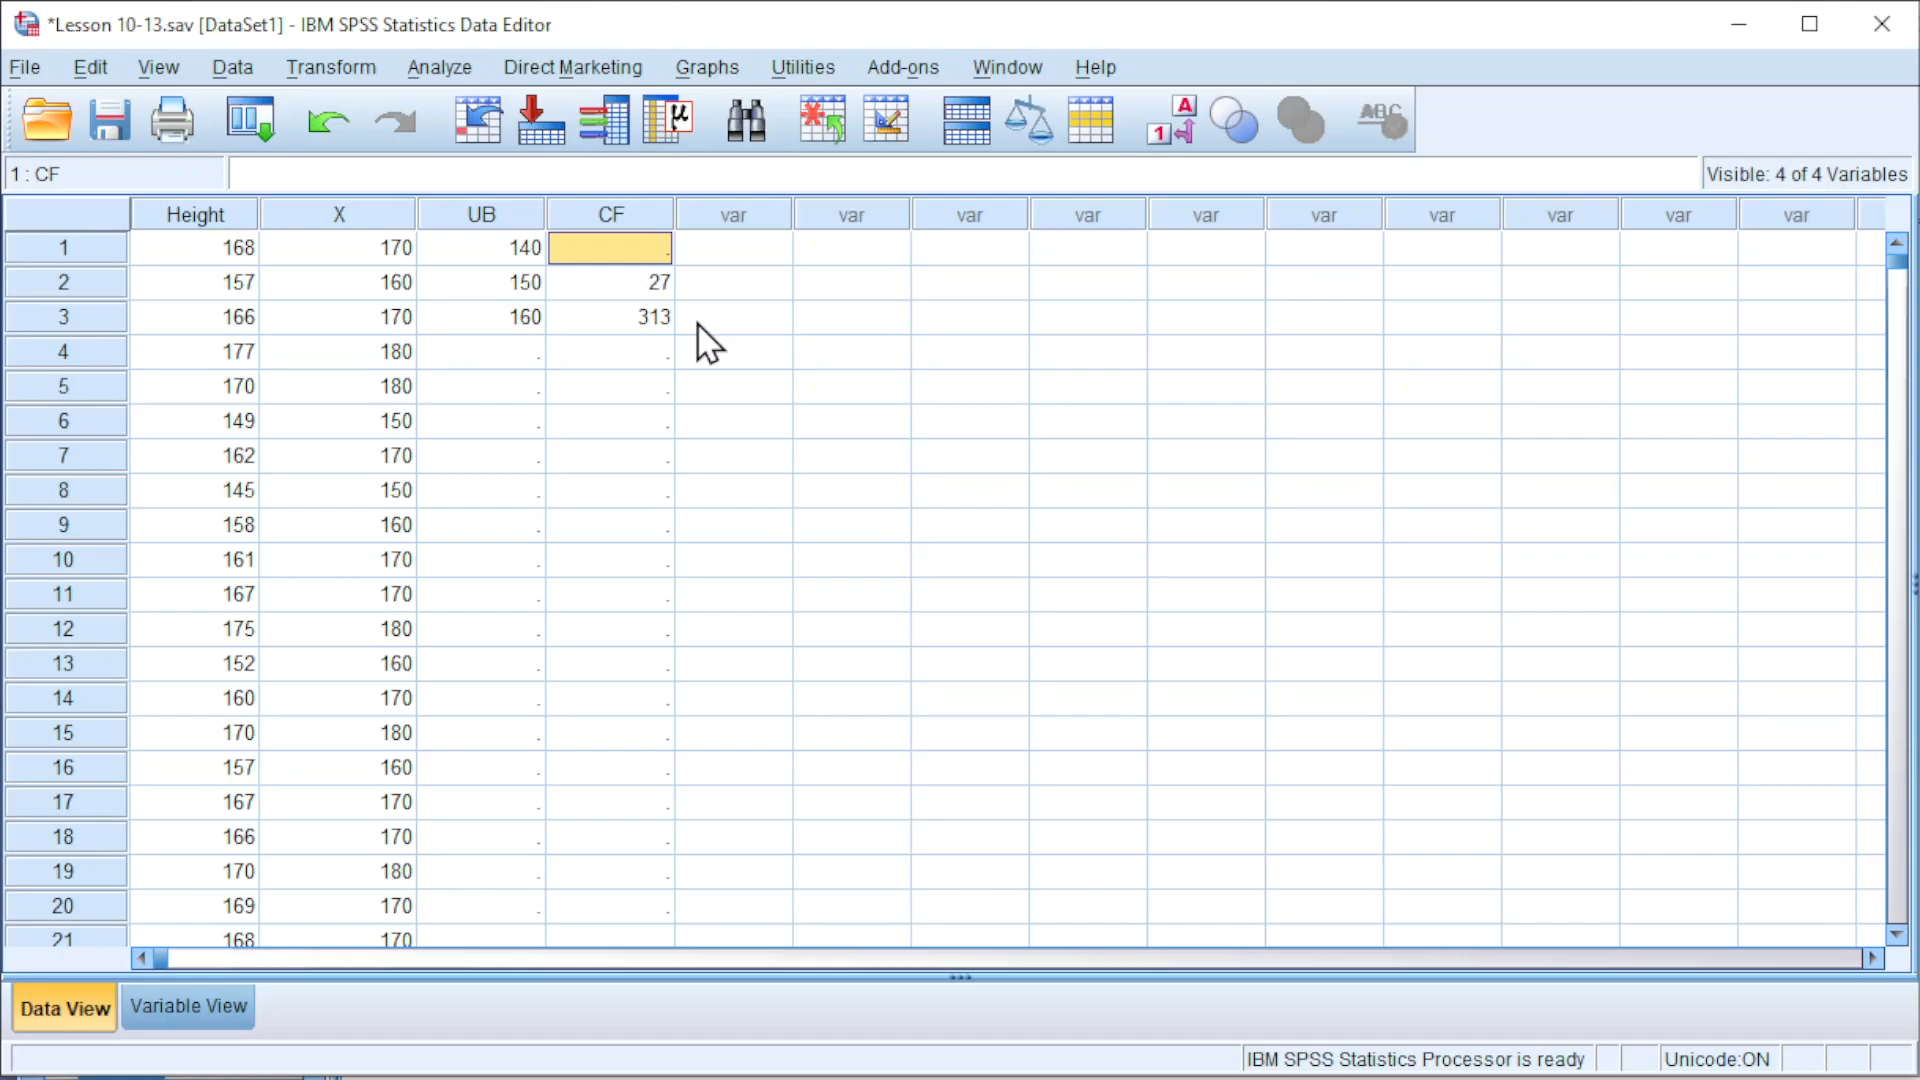 *Lesson 10-13.sav [DataSet1] - IBM SPSS Statistics Data Editor
File Edit View Data Transform Analyze Direct Marketing Graphs Utilities Add-ons Window Help
1 A ABC
1 : CF Visible: 4 of 4 Variables
Height X UB CF var var var var var var var var var var
1 168 170 140 .
2 157 160 150 27
3 166 170 160 313
4 177 180 . .
5 170 180 . .
6 149 150 . .
7 162 170 . .
8 145 150 . .
9 158 160 . .
10 161 170 . .
11 167 170 . .
12 175 180 . .
13 152 160 . .
14 160 170 . .
15 170 180 . .
16 157 160 . .
17 167 170 . .
18 166 170 . .
19 170 180 . .
20 169 170 . .
21 168 170
Data View Variable View
IBM SPSS Statistics Processor is ready Unicode:ON